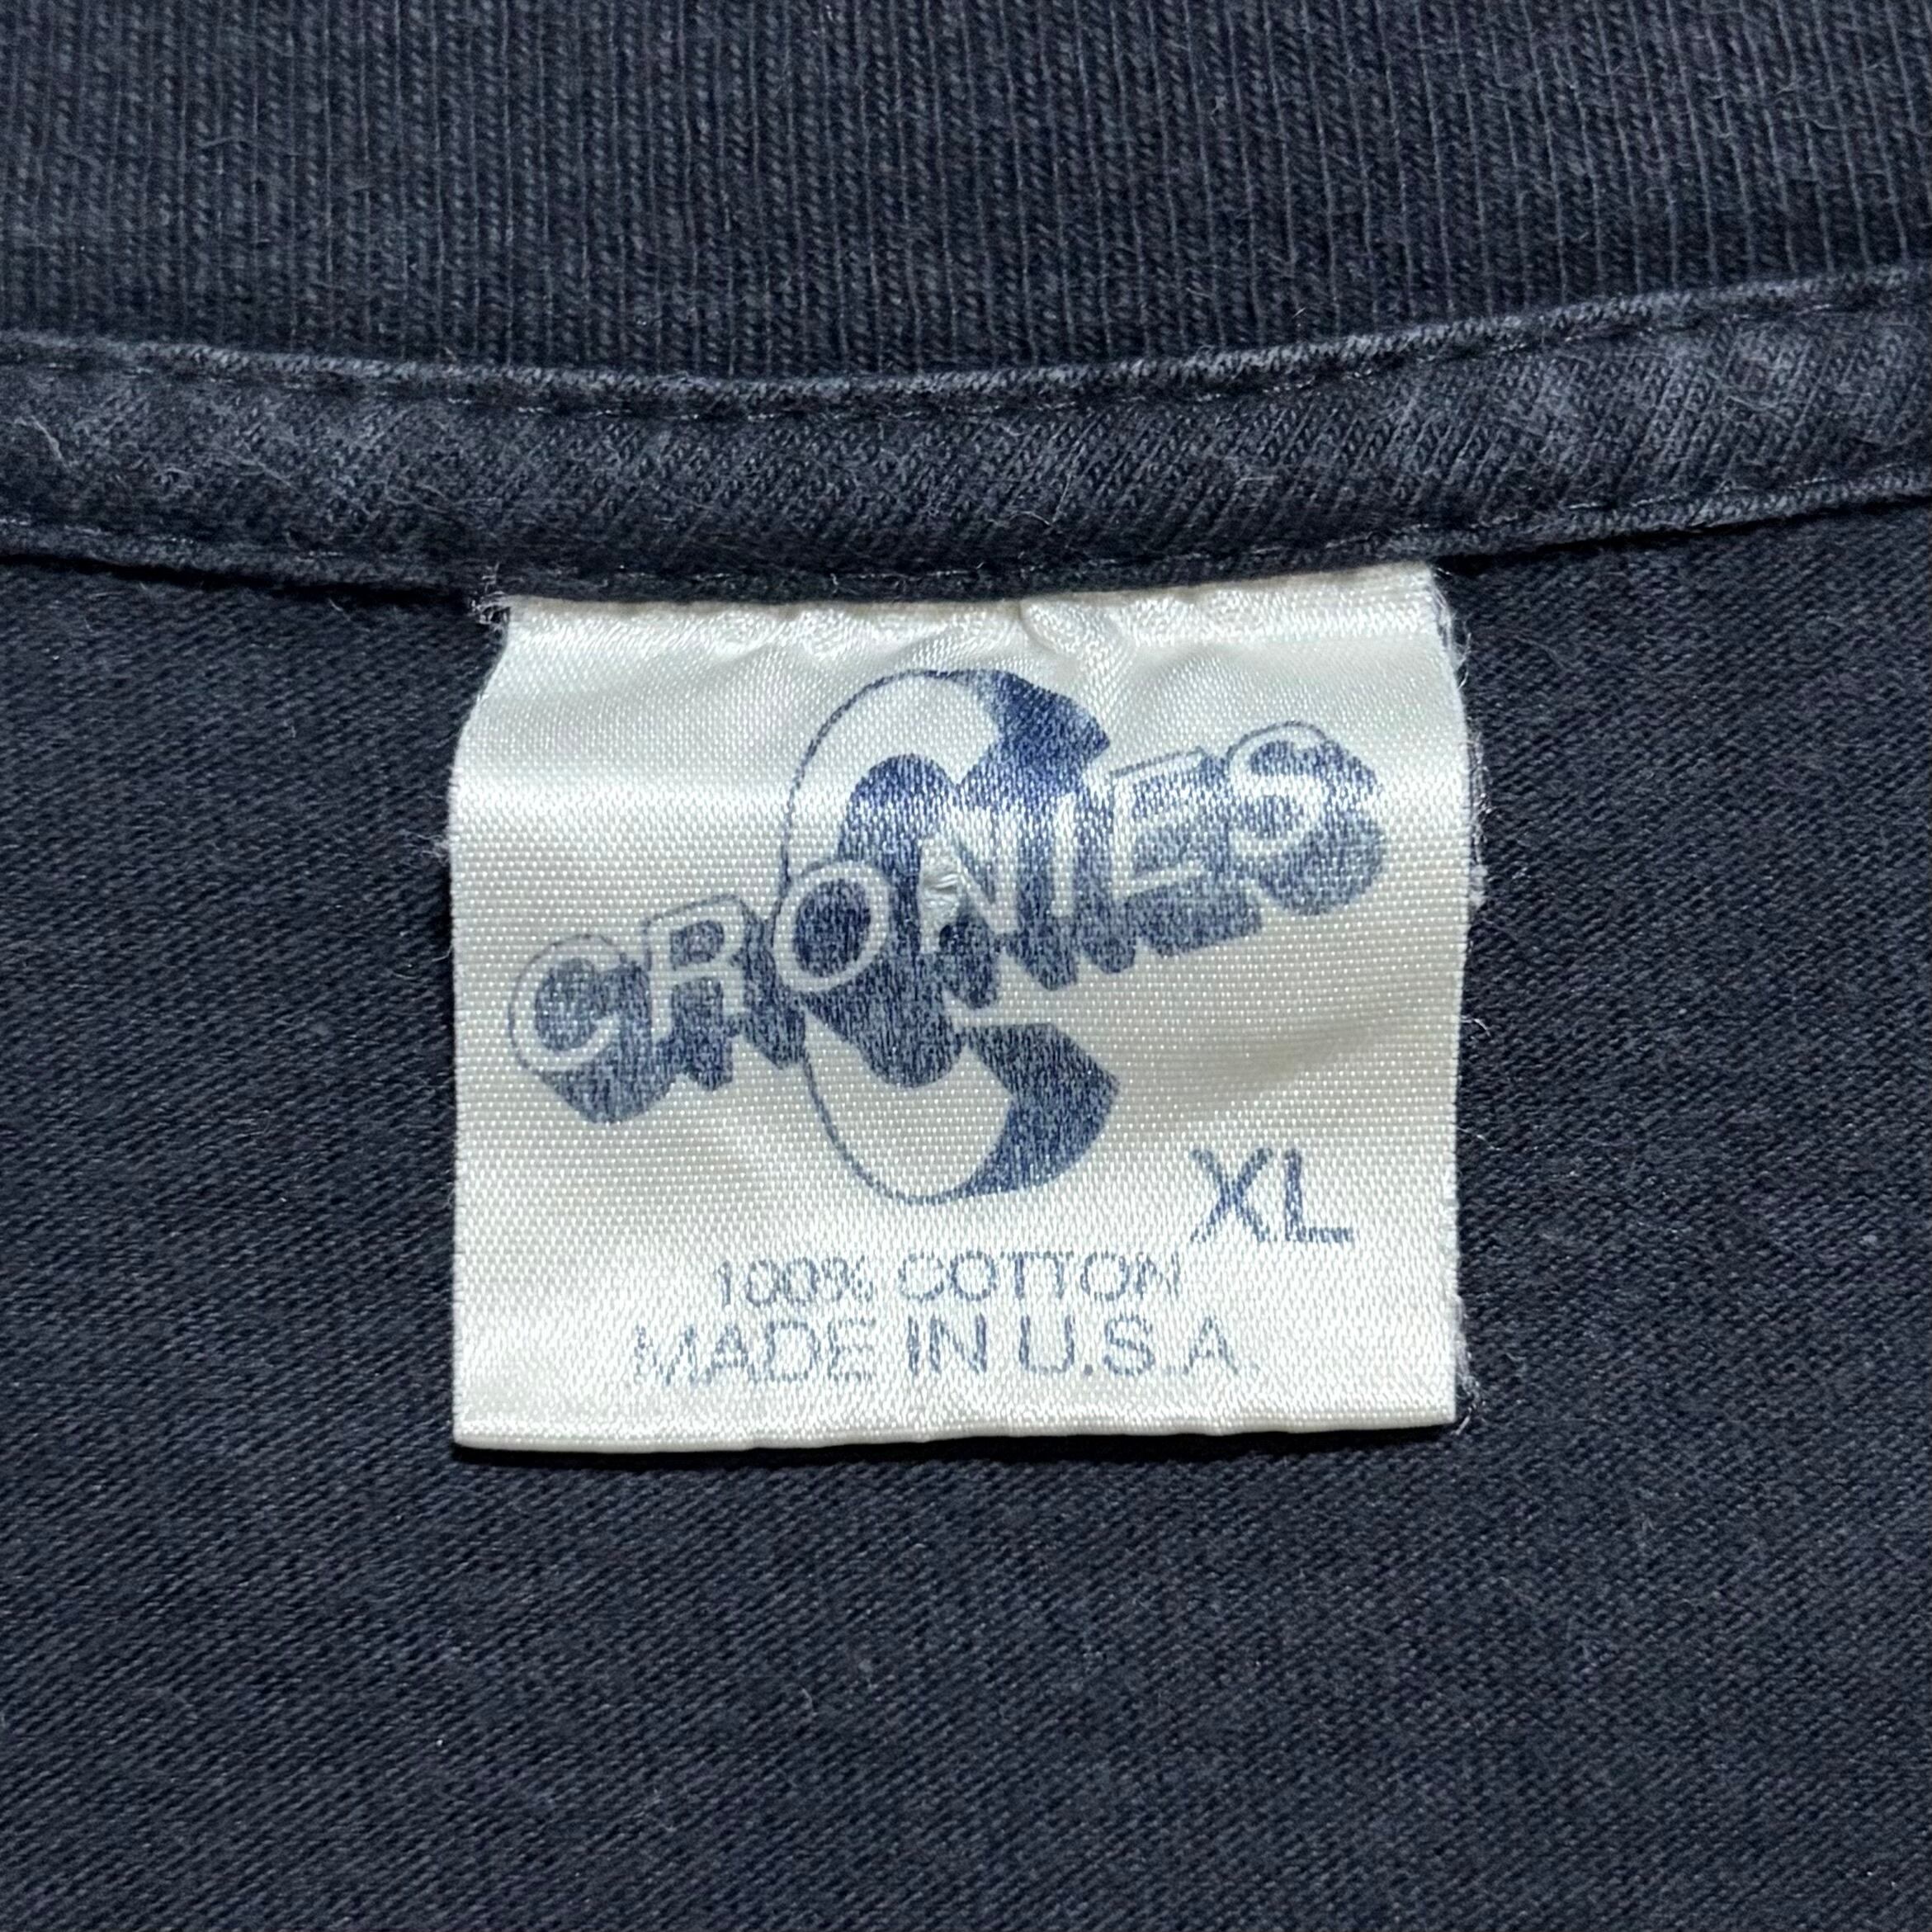 CRONIES
XL
100% COTTON
MADE IN U.S.A.